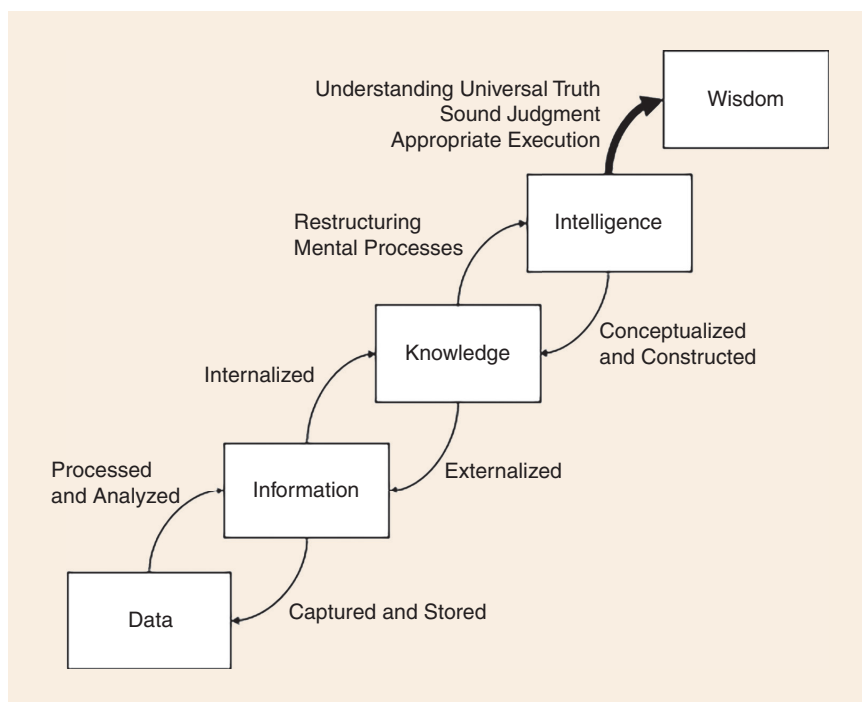 Understanding Universal Truth
Sound Judgment
Appropriate Execution
Wisdom
Restructuring
Mental Processes
Intelligence
Conceptualized
and Constructed
Knowledge
Internalized
Externalized
Processed
and Analyzed
Information
Captured and Stored
Data